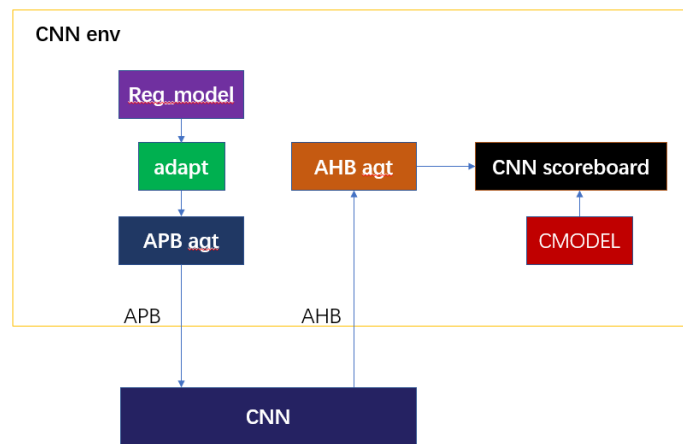 CNN env
Reg_model
adapt
AHB agt
CNN scoreboard
APB agt
CMODEL
APB
AHB
CNN